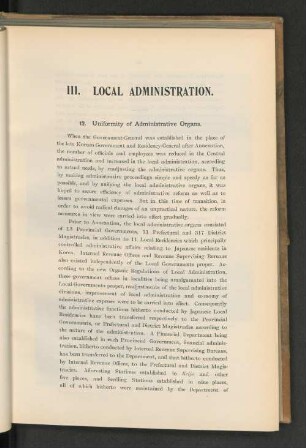 III. LOCAL ADMINISTRATION.
12. Uniformity of Administrative Organs.
When the Government-General was established in the place of
the late Korean Government and Residency-General after Annexation,
the number of officials and employees was reduced in the Central
administration and increased in the local administration, according
to actual needs, by readjusting the administrative organs. Thus,
by making administrative proceedings simple and speedy as far as
possible, and by utilizing the local administrative organs, it was
hoped to secure efficiency of administrative reform as well as to
lessen governmental expenses. But in this time of transition, in
order to avoid radical changes of an unpractical nature, the reform
measures in view were carried into effect gradually.
Prior to Annexation, the local administrative organs consisted
of 13 Provincial Governments, 11 Prefectural and 317 District
Magistracies, in addition to 11 Local Residencies which principally
controlled administrative affairs relating to Japanese residents in
Korea. Internal Revenue Offices and Revenue Supervising Bureaus
also existed independently of the Local Governments proper. According
to the new Organic Regulations of Local Administration,
these government offices in localities being amalgamated into the
Local Governments proper, readjustments of the local administrative
divisions, improvement of local administration and economy of
administrative expenses were to be carried into effect. Consequently
the administrative functions hitherto conducted by Japanese Local
Residencies have been transferred respectively to the Provincial
Governments, or Prefectural and District Magistracies according to
the nature of the administration. A Financial Department being
also established in each Provincial Government, financial administration,
hitherto conducted by Internal Revenue Supervising Bureaus,
has been transferred to the Department, and most hitherto conducted
by Internal Revenue Offices, to the Prefectural and District Magistracies.
Afforesting Stations established in Keijo and other
five places, and Seedling Stations established in nine places,
all of which hitherto were maintained by the Department of